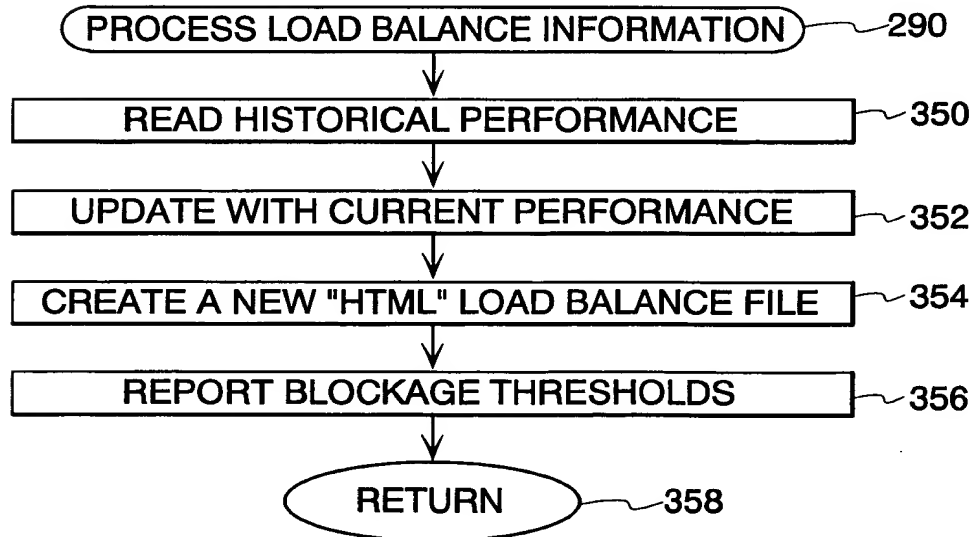 PROCESS LOAD BALANCE INFORMATION 290
READ HISTORICAL PERFORMANCE 350
UPDATE WITH CURRENT PERFORMANCE 352
CREATE A NEW "HTML" LOAD BALANCE FILE 354
REPORT BLOCKAGE THRESHOLDS 356
RETURN 358